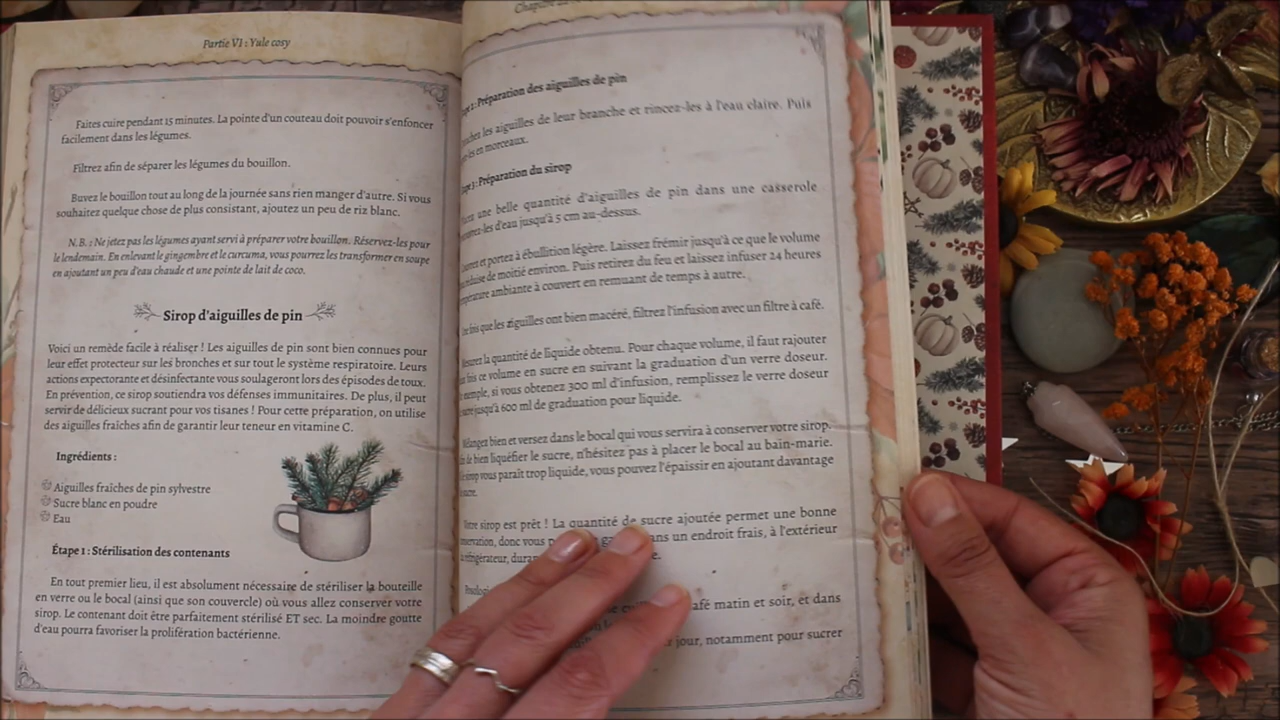 Partie VI : Yule cosy
Faites cuire pendant 15 minutes. La pointe d'un couteau doit pouvoir s'enfoncer
facilement dans les légumes.
Filtrez afin de séparer les légumes du bouillon.
Buvez le bouillon tout au long de la journée sans rien manger d'autre. Si vous
souhaitez quelque chose de plus consistant, ajoutez un peu de riz blanc.
N.B. : Ne jetez pas les légumes ayant servi à préparer votre bouillon. Réservez-les pour
le lendemain. En enlevant le gingembre et le curcuma, vous pourrez les transformer en soupe
en ajoutant un peu d'eau chaude et une pointe de lait de coco.
Sirop d'aiguilles de pin
Voici un remède facile à réaliser ! Les aiguilles de pin sont bien connues pour
leur effet protecteur sur les bronches et sur tout le système respiratoire. Leurs
actions expectorante et désinfectante vous soulageront lors des épisodes de toux.
En prévention, ce sirop soutiendra vos défenses immunitaires. De plus, il peut
servir de délicieux sucrant pour vos tisanes ! Pour cette préparation, on utilise
des aiguilles fraîches afin de garantir leur teneur en vitamine C.
Ingrédients :
Aiguilles fraîches de pin sylvestre
Sucre blanc en poudre
Eau
Étape 1 : Stérilisation des contenants
En tout premier lieu, il est absolument nécessaire de stériliser la bouteille
en verre ou le bocal (ainsi que son couvercle) où vous allez conserver votre
sirop. Le contenant doit être parfaitement stérilisé ET sec. La moindre goutte
d'eau pourra favoriser la prolifération bactérienne.
Chapitre
2 : Préparation des aiguilles de pin
les aiguilles de leur branche et rincez-les à l'eau claire. Puis
en morceaux.
3 : Préparation du sirop
une belle quantité d'aiguilles de pin dans une casserole
d'eau jusqu'à 5 cm au-dessus.
et portez à ébullition légère. Laissez frémir jusqu'à ce que le volume
de moitié environ. Puis retirez du feu et laissez infuser 24 heures
température ambiante à couvert en remuant de temps à autre.
fois que les aiguilles ont bien macéré, filtrez l'infusion avec un filtre à café.
Mesurez la quantité de liquide obtenu. Pour chaque volume, il faut rajouter
fois ce volume en sucre en suivant la graduation d'un verre doseur.
exemple, si vous obtenez 300 ml d'infusion, remplissez le verre doseur
sucre jusqu'à 600 ml de graduation pour liquide.
Mélangez bien et versez dans le bocal qui vous servira à conserver votre sirop.
de bien liquéfier le sucre, n'hésitez pas à placer le bocal au bain-marie.
sirop vous paraît trop liquide, vous pouvez l'épaissir en ajoutant davantage
sucre.
Votre sirop est prêt ! La quantité de sucre ajoutée permet une bonne
conservation, donc vous dans un endroit frais, à l'extérieur
réfrigérateur,
café matin et soir, et dans
jour, notamment pour sucrer